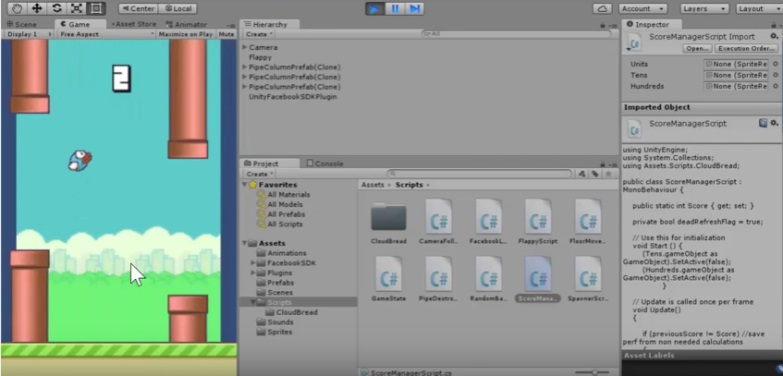 Center
Local
Account
Layers
Layout
Scene
Game
Asset Store
Animator
Display 1
Free Aspect
Maximize on Play
Mute
2
Hierarchy
Create
Camera
Flappy
PipeColumnPrefab(Clone)
PipeColumnPrefab(Clone)
PipeColumnPrefab(Clone)
UnityFacebookSDKPlugin
Project
Console
Create
Favorites
All Materials
All Models
All Prefabs
All Scripts
Assets
Animations
FacebookSDK
Plugins
Prefabs
Scenes
Scripts
CloudBread
Sounds
Sprites
Assets ▸ Scripts ▸
CloudBread
CameraFoll...
FacebookL...
FlappyScript
FloorMove...
GameState
PipeDestro...
RandomBa...
ScoreMana...
SpawnerScr...
ScoreManagerScript.cs
Inspector
ScoreManagerScript Import
Open...
Execution Order...
Units None (SpriteRe
Tens None (SpriteRe
Hundreds None (SpriteRe
Imported Object
ScoreManagerScript
using UnityEngine;
using System.Collections;
using Assets.Scripts.CloudBread;
public class ScoreManagerScript :
MonoBehaviour {
public static int Score { get; set; }
private bool deadRefreshFlag = true;
// Use this for initialization
void Start () {
(Tens.gameObject as
GameObject).SetActive(false);
(Hundreds.gameObject as
GameObject).SetActive(false);
}
// Update is called once per frame
void Update()
{
if (previousScore != Score) //save
perf from non needed calculations
Asset Labels